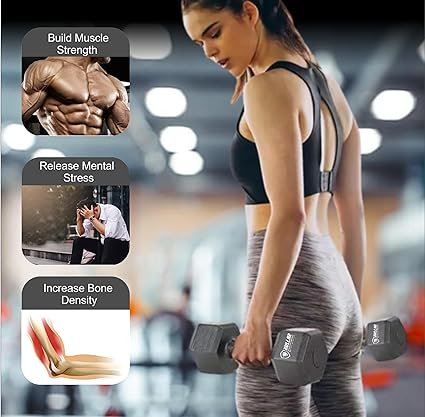 Build Muscle
Strength
Release Mental
Stress
Increase Bone
Density